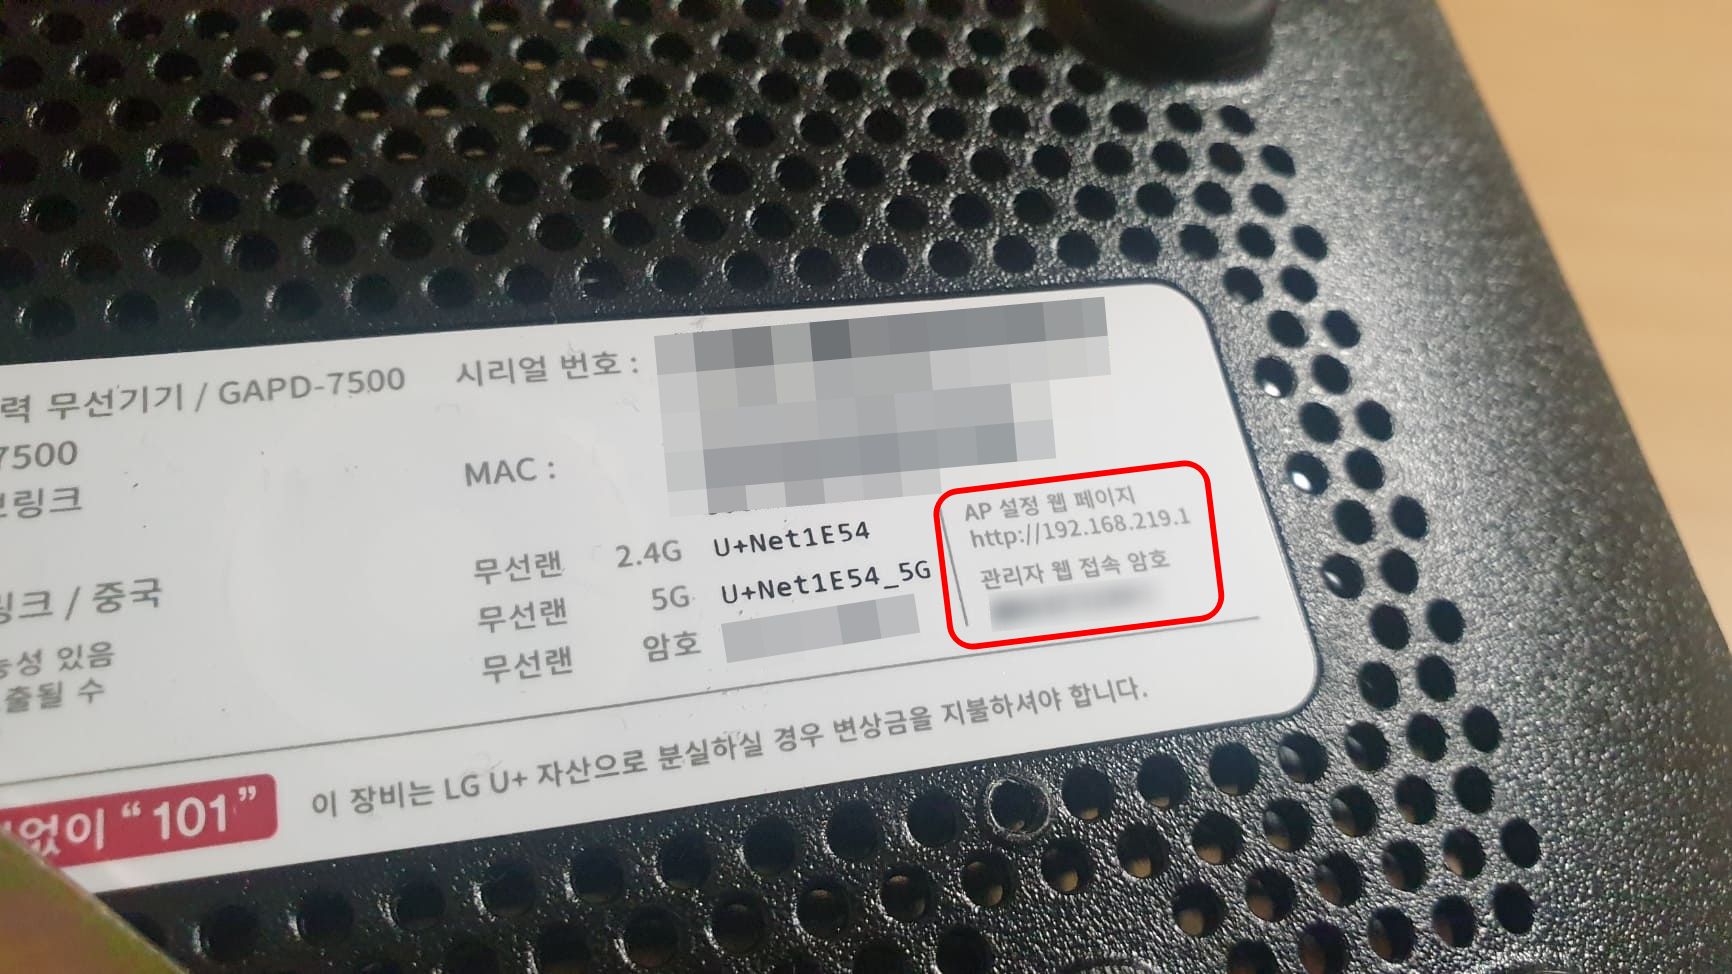 력 무선기기 / GAPD-7500
시리얼 번호 :
7500
MAC :
링크
무선랜 2.4G U+Net1E54
무선랜 5G U+Net1E54_5G
무선랜 암호
AP 설정 웹 페이지
http://192.168.219.1
관리자 웹 접속 암호
링크 / 중국
능성 있음
출될 수
없이 “101”
이 장비는 LG U+ 자산으로 분실하실 경우 변상금을 지불하셔야 합니다.